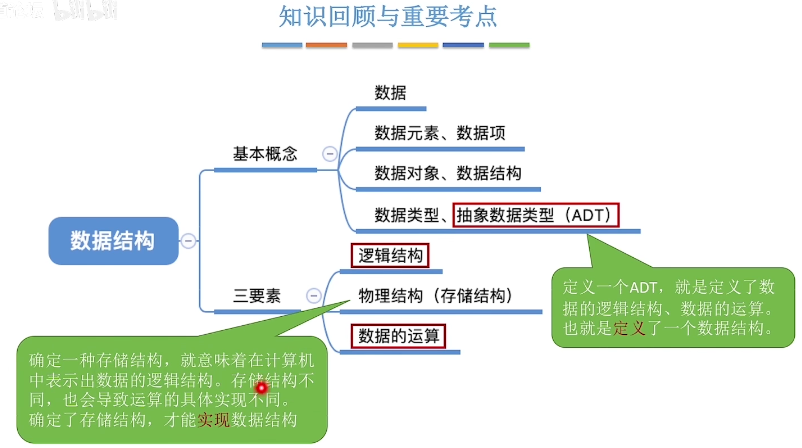 bilibili
知识回顾与重要考点
数据
数据元素、数据项
基本概念
数据对象、数据结构
数据类型、抽象数据类型（ADT）
数据结构
逻辑结构
三要素
物理结构（存储结构）
数据的运算
定义一个ADT，就是定义了数
据的逻辑结构、数据的运算。
也就是定义了一个数据结构。
确定一种存储结构，就意味着在计算机
中表示出数据的逻辑结构。存储结构不
同，也会导致运算的具体实现不同。
确定了存储结构，才能实现数据结构